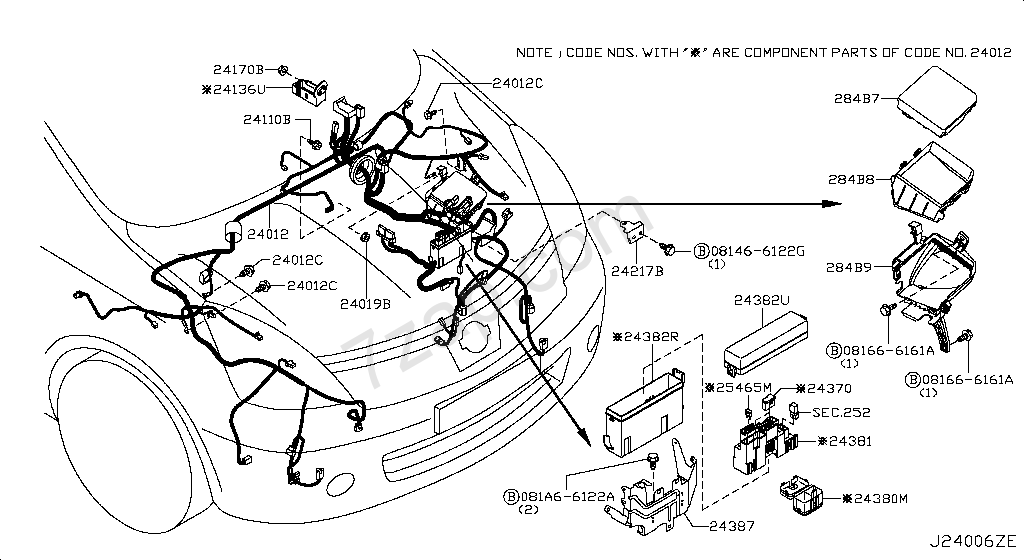 NOTE ; CODE NOS. WITH "※" ARE COMPONENT PARTS OF CODE NO. 24012
24170B
※24136U
24110B
24012C
284B7
284B8
24012
24012C
24012C
24019B
24217B
Ⓑ08146-6122G
(1)
284B9
24382U
※24382R
Ⓑ08166-6161A
(1)
Ⓑ08166-6161A
(1)
※25465M
※24370
SEC.252
※24381
Ⓑ081A6-6122A
(2)
24387
※24380M
J24006ZE